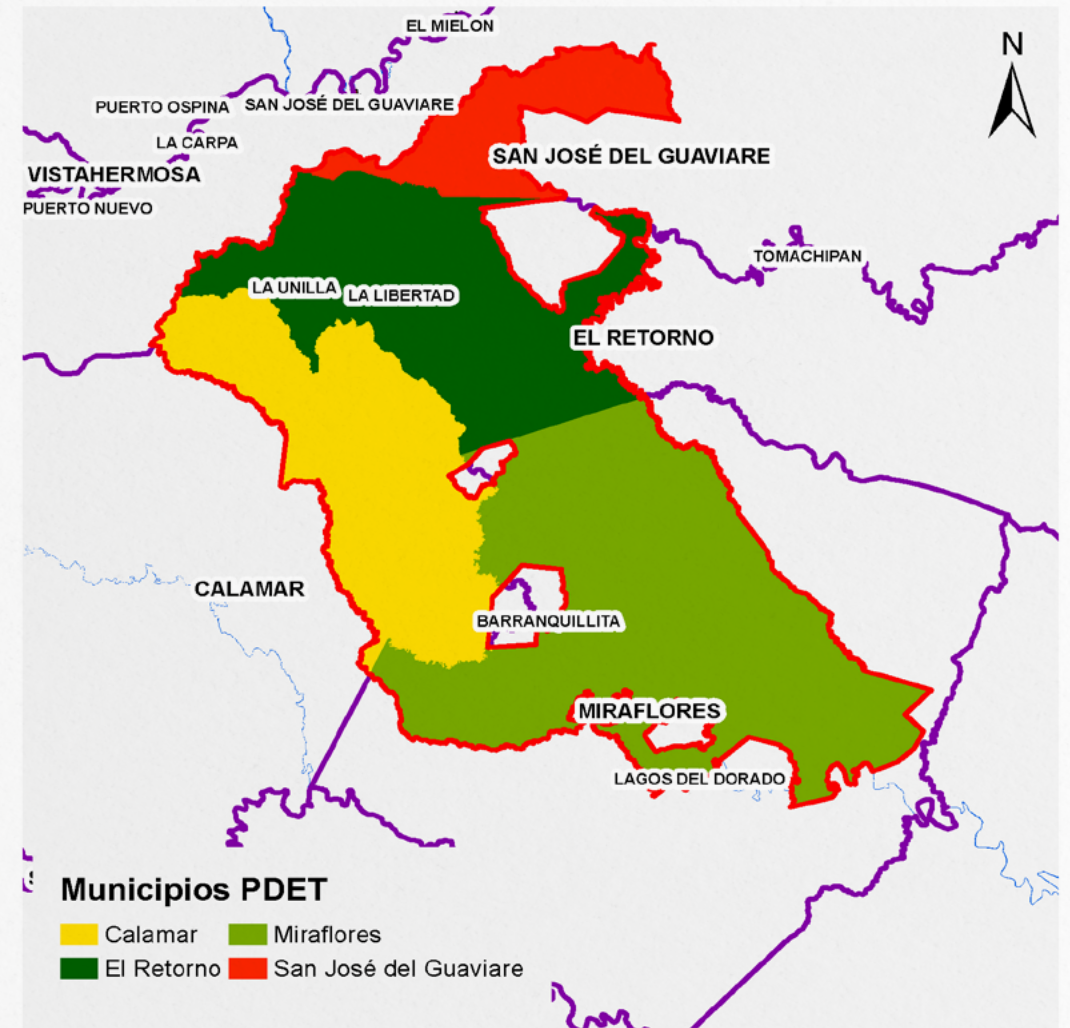 EL MIELON
N
PUERTO OSPINA
SAN JOSÉ DEL GUAVIARE
LA CARPA
SAN JOSÉ DEL GUAVIARE
VISTAHERMOSA
PUERTO NUEVO
TOMACHIPAN
LA UNILLA
LA LIBERTAD
EL RETORNO
CALAMAR
BARRANQUILLITA
MIRAFLORES
LAGOS DEL DORADO
Municipios PDET
Calamar
Miraflores
El Retorno
San José del Guaviare